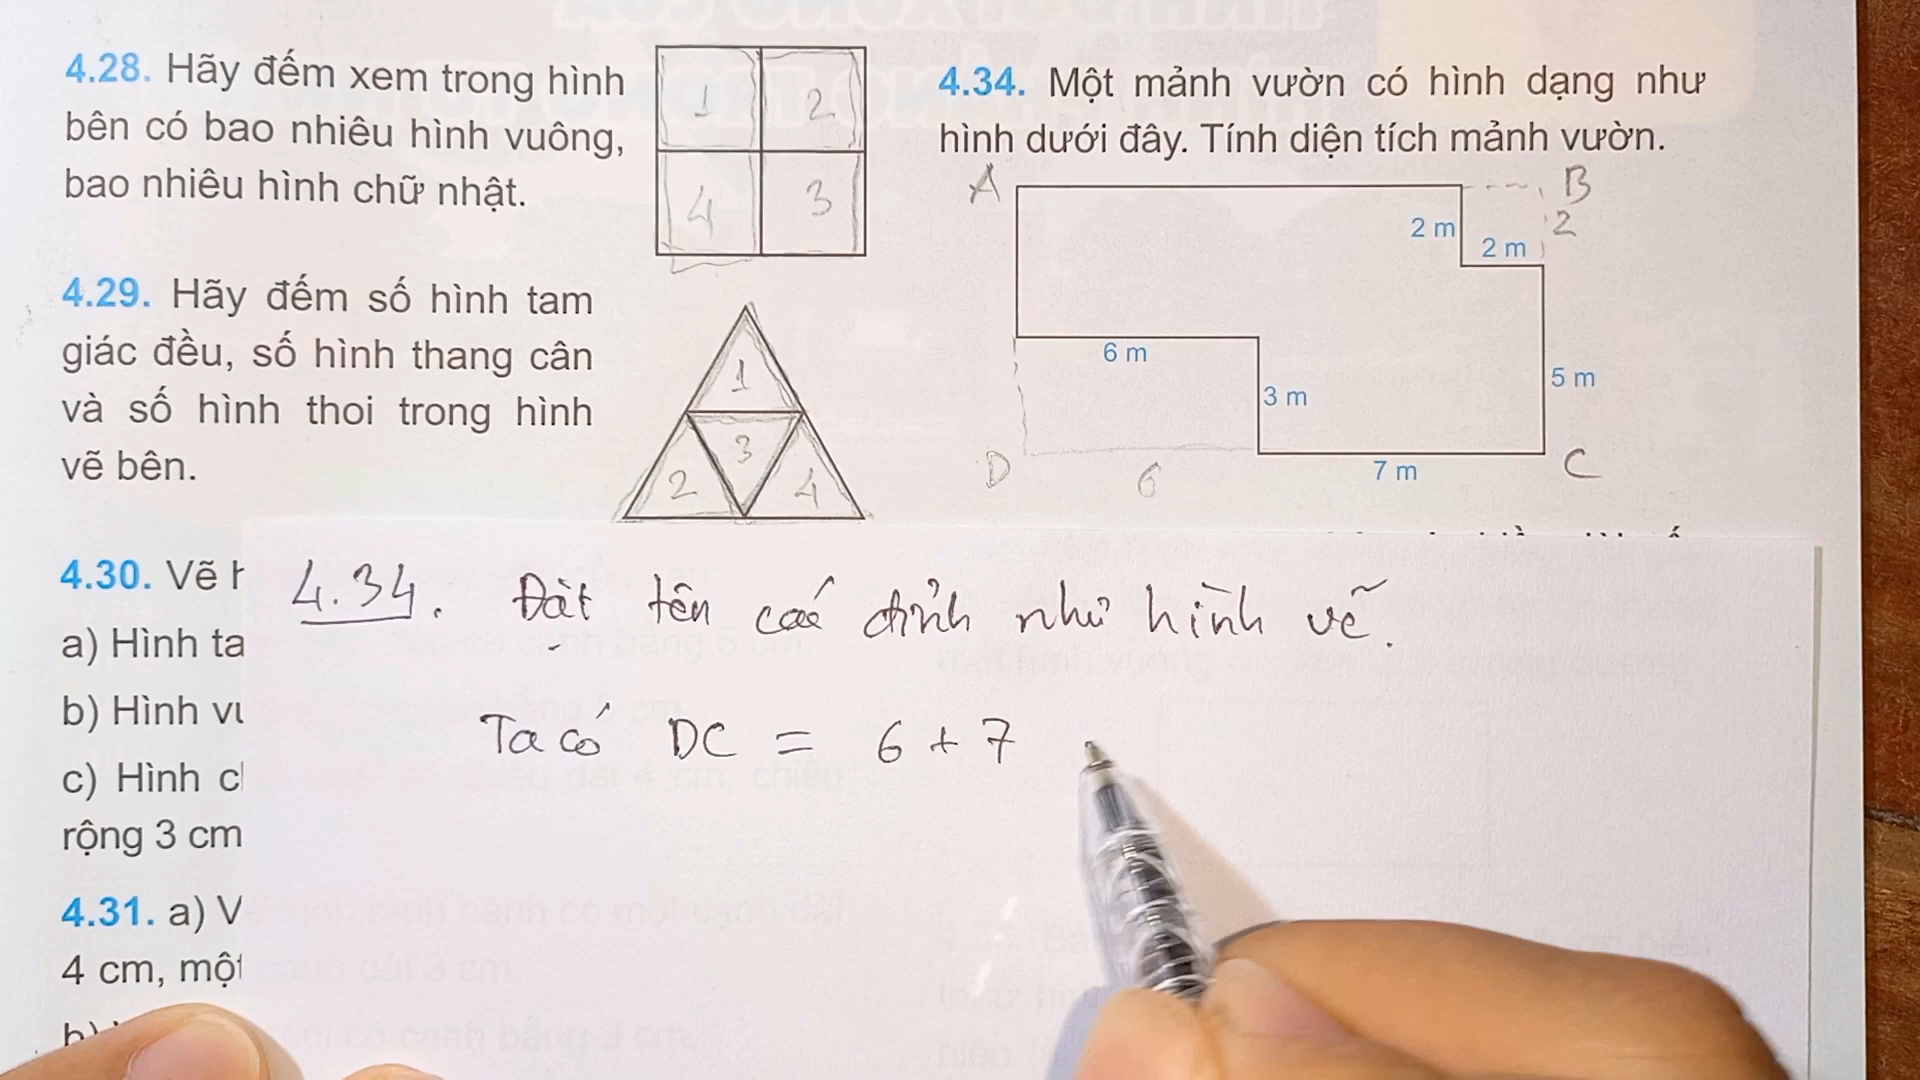 4.28. Hãy đếm xem trong hình
bên có bao nhiêu hình vuông,
bao nhiêu hình chữ nhật.
1 2
4 3
4.29. Hãy đếm số hình tam
giác đều, số hình thang cân
và số hình thoi trong hình
vẽ bên.
1
2 3 4
4.30. Vẽ h
a) Hình ta
b) Hình vu
c) Hình c
rộng 3 cm
4.31. a) V
4 cm, một
4.34. Một mảnh vườn có hình dạng như
hình dưới đây. Tính diện tích mảnh vườn.
A B
2 m 2
2 m
6 m
5 m
3 m
D 6 7 m C
4.34. Đặt tên các đỉnh như hình vẽ.
Ta có DC = 6 + 7